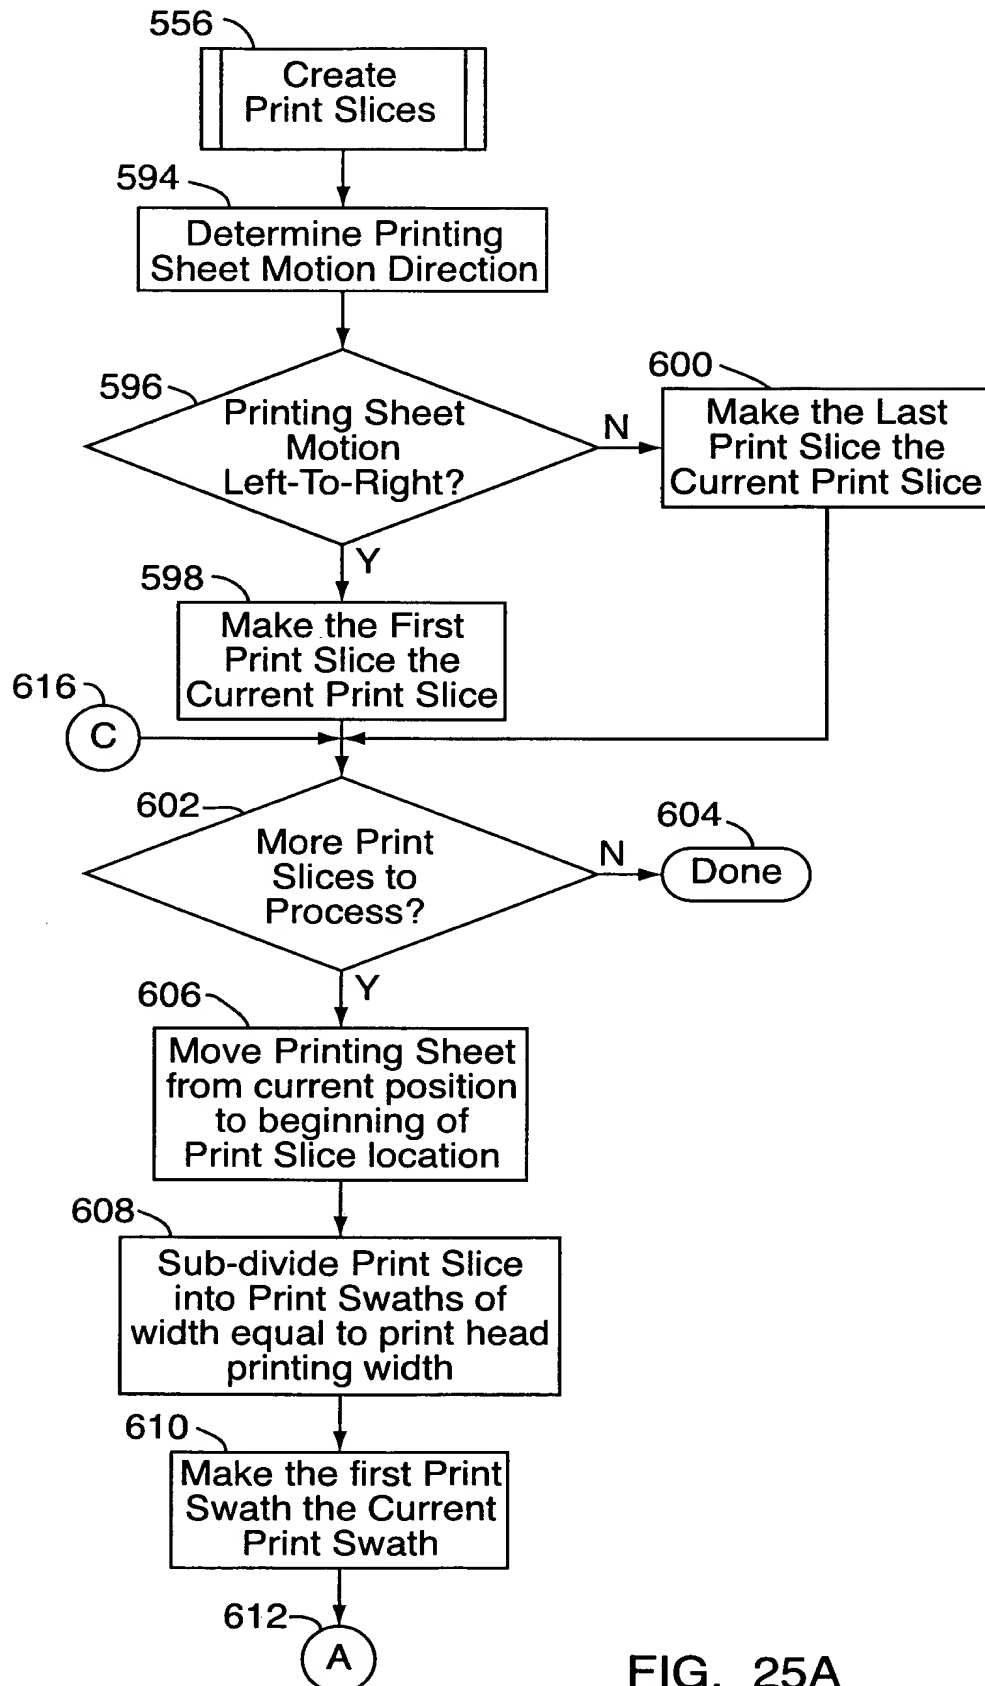 556
Create
Print Slices
594
Determine Printing
Sheet Motion Direction
596
Printing Sheet
Motion
Left-To-Right?
N
600
Make the Last
Print Slice the
Current Print Slice
Y
598
Make the First
Print Slice the
Current Print Slice
616
C
602
More Print
Slices to
Process?
N
604
Done
Y
606
Move Printing Sheet
from current position
to beginning of
Print Slice location
608
Sub-divide Print Slice
into Print Swaths of
width equal to print head
printing width
610
Make the first Print
Swath the Current
Print Swath
612
A
FIG. 25A